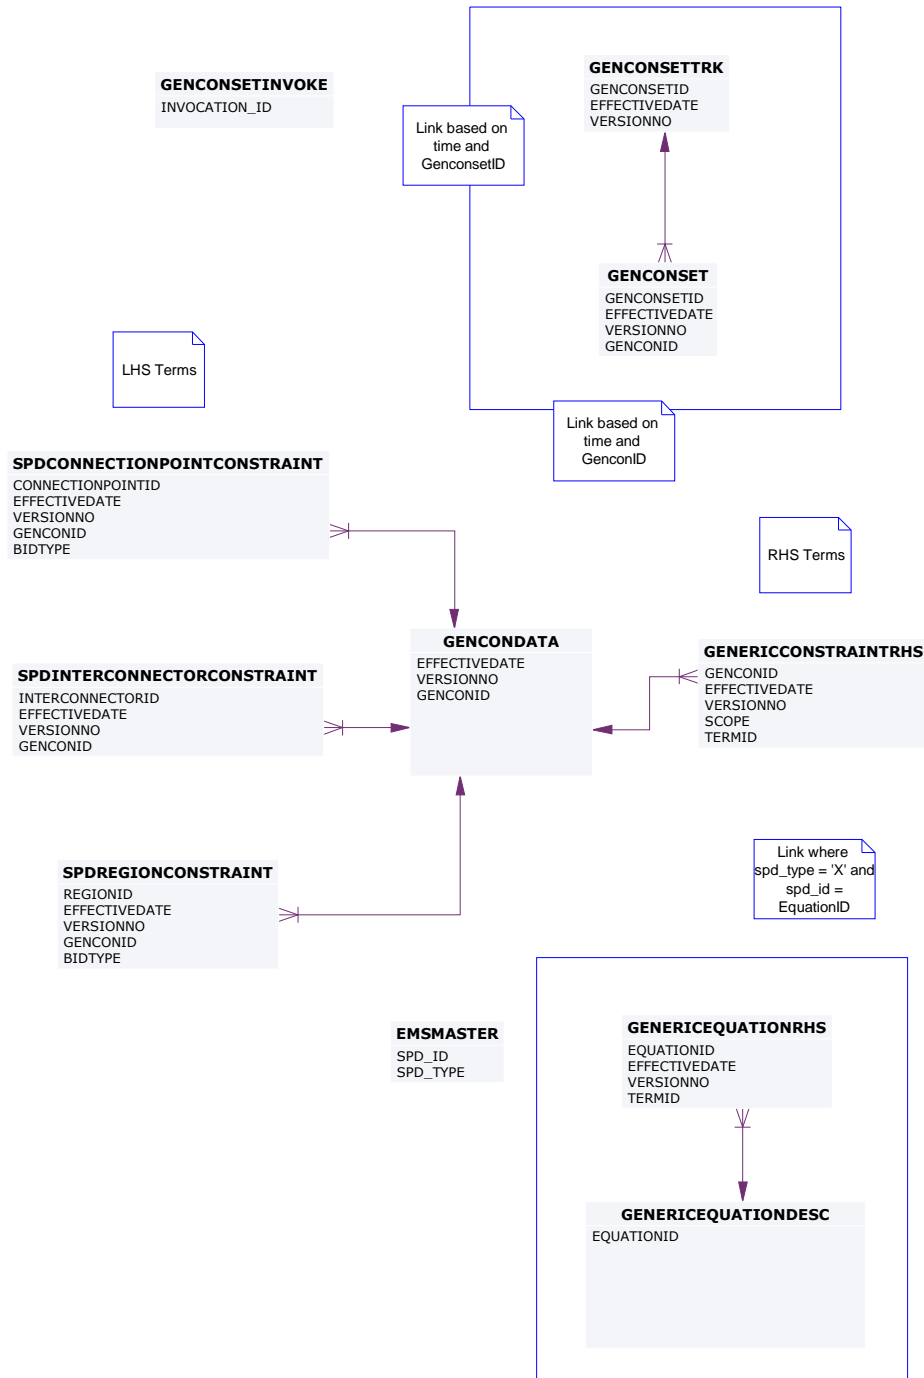 GENCONSETINVOKE
INVOCATION_ID
Link based on
time and
GenconsetID
GENCONSETTRK
GENCONSETID
EFFECTIVEDATE
VERSIONNO
GENCONSET
GENCONSETID
EFFECTIVEDATE
VERSIONNO
GENCONID
LHS Terms
Link based on
time and
GenconID
SPDCONNECTIONPOINTCONSTRAINT
CONNECTIONPOINTID
EFFECTIVEDATE
VERSIONNO
GENCONID
BIDTYPE
RHS Terms
GENCONDATA
EFFECTIVEDATE
VERSIONNO
GENCONID
GENERICCONSTRAINTRHS
GENCONID
EFFECTIVEDATE
VERSIONNO
SCOPE
TERMID
SPDINTERCONNECTORCONSTRAINT
INTERCONNECTORID
EFFECTIVEDATE
VERSIONNO
GENCONID
SPDREGIONCONSTRAINT
REGIONID
EFFECTIVEDATE
VERSIONNO
GENCONID
BIDTYPE
Link where
spd_type = 'X' and
spd_id =
EquationID
EMSMASTER
SPD_ID
SPD_TYPE
GENERICEQUATIONRHS
EQUATIONID
EFFECTIVEDATE
VERSIONNO
TERMID
GENERICEQUATIONDESC
EQUATIONID